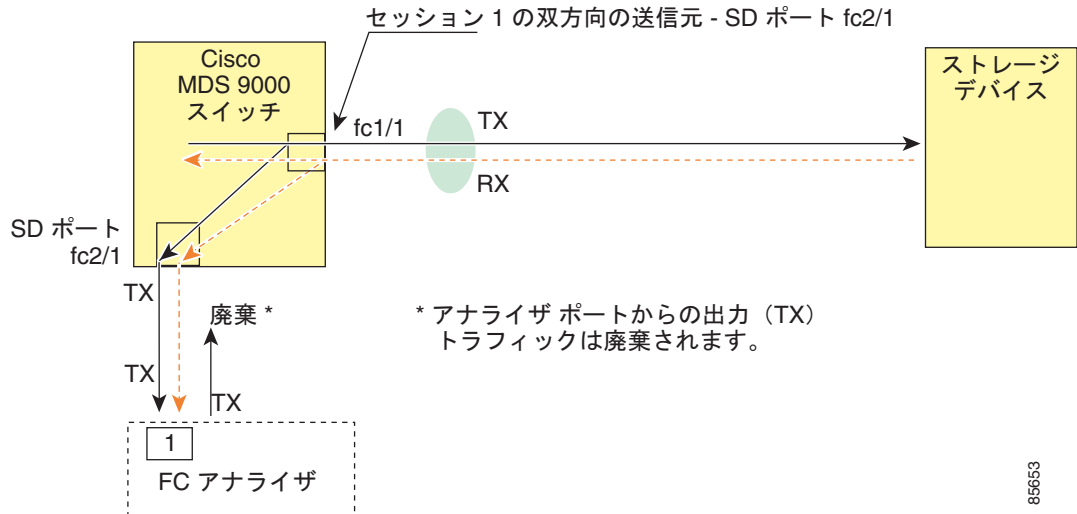 セッション 1 の双方向の送信元 - SD ポート fc2/1
Cisco
MDS 9000
スイッチ
ストレージ
デバイス
fc1/1
TX
RX
SD ポート
fc2/1
TX
廃棄 *
* アナライザ ポートからの出力（TX）
トラフィックは廃棄されます。
TX
TX
1
FC アナライザ
85653